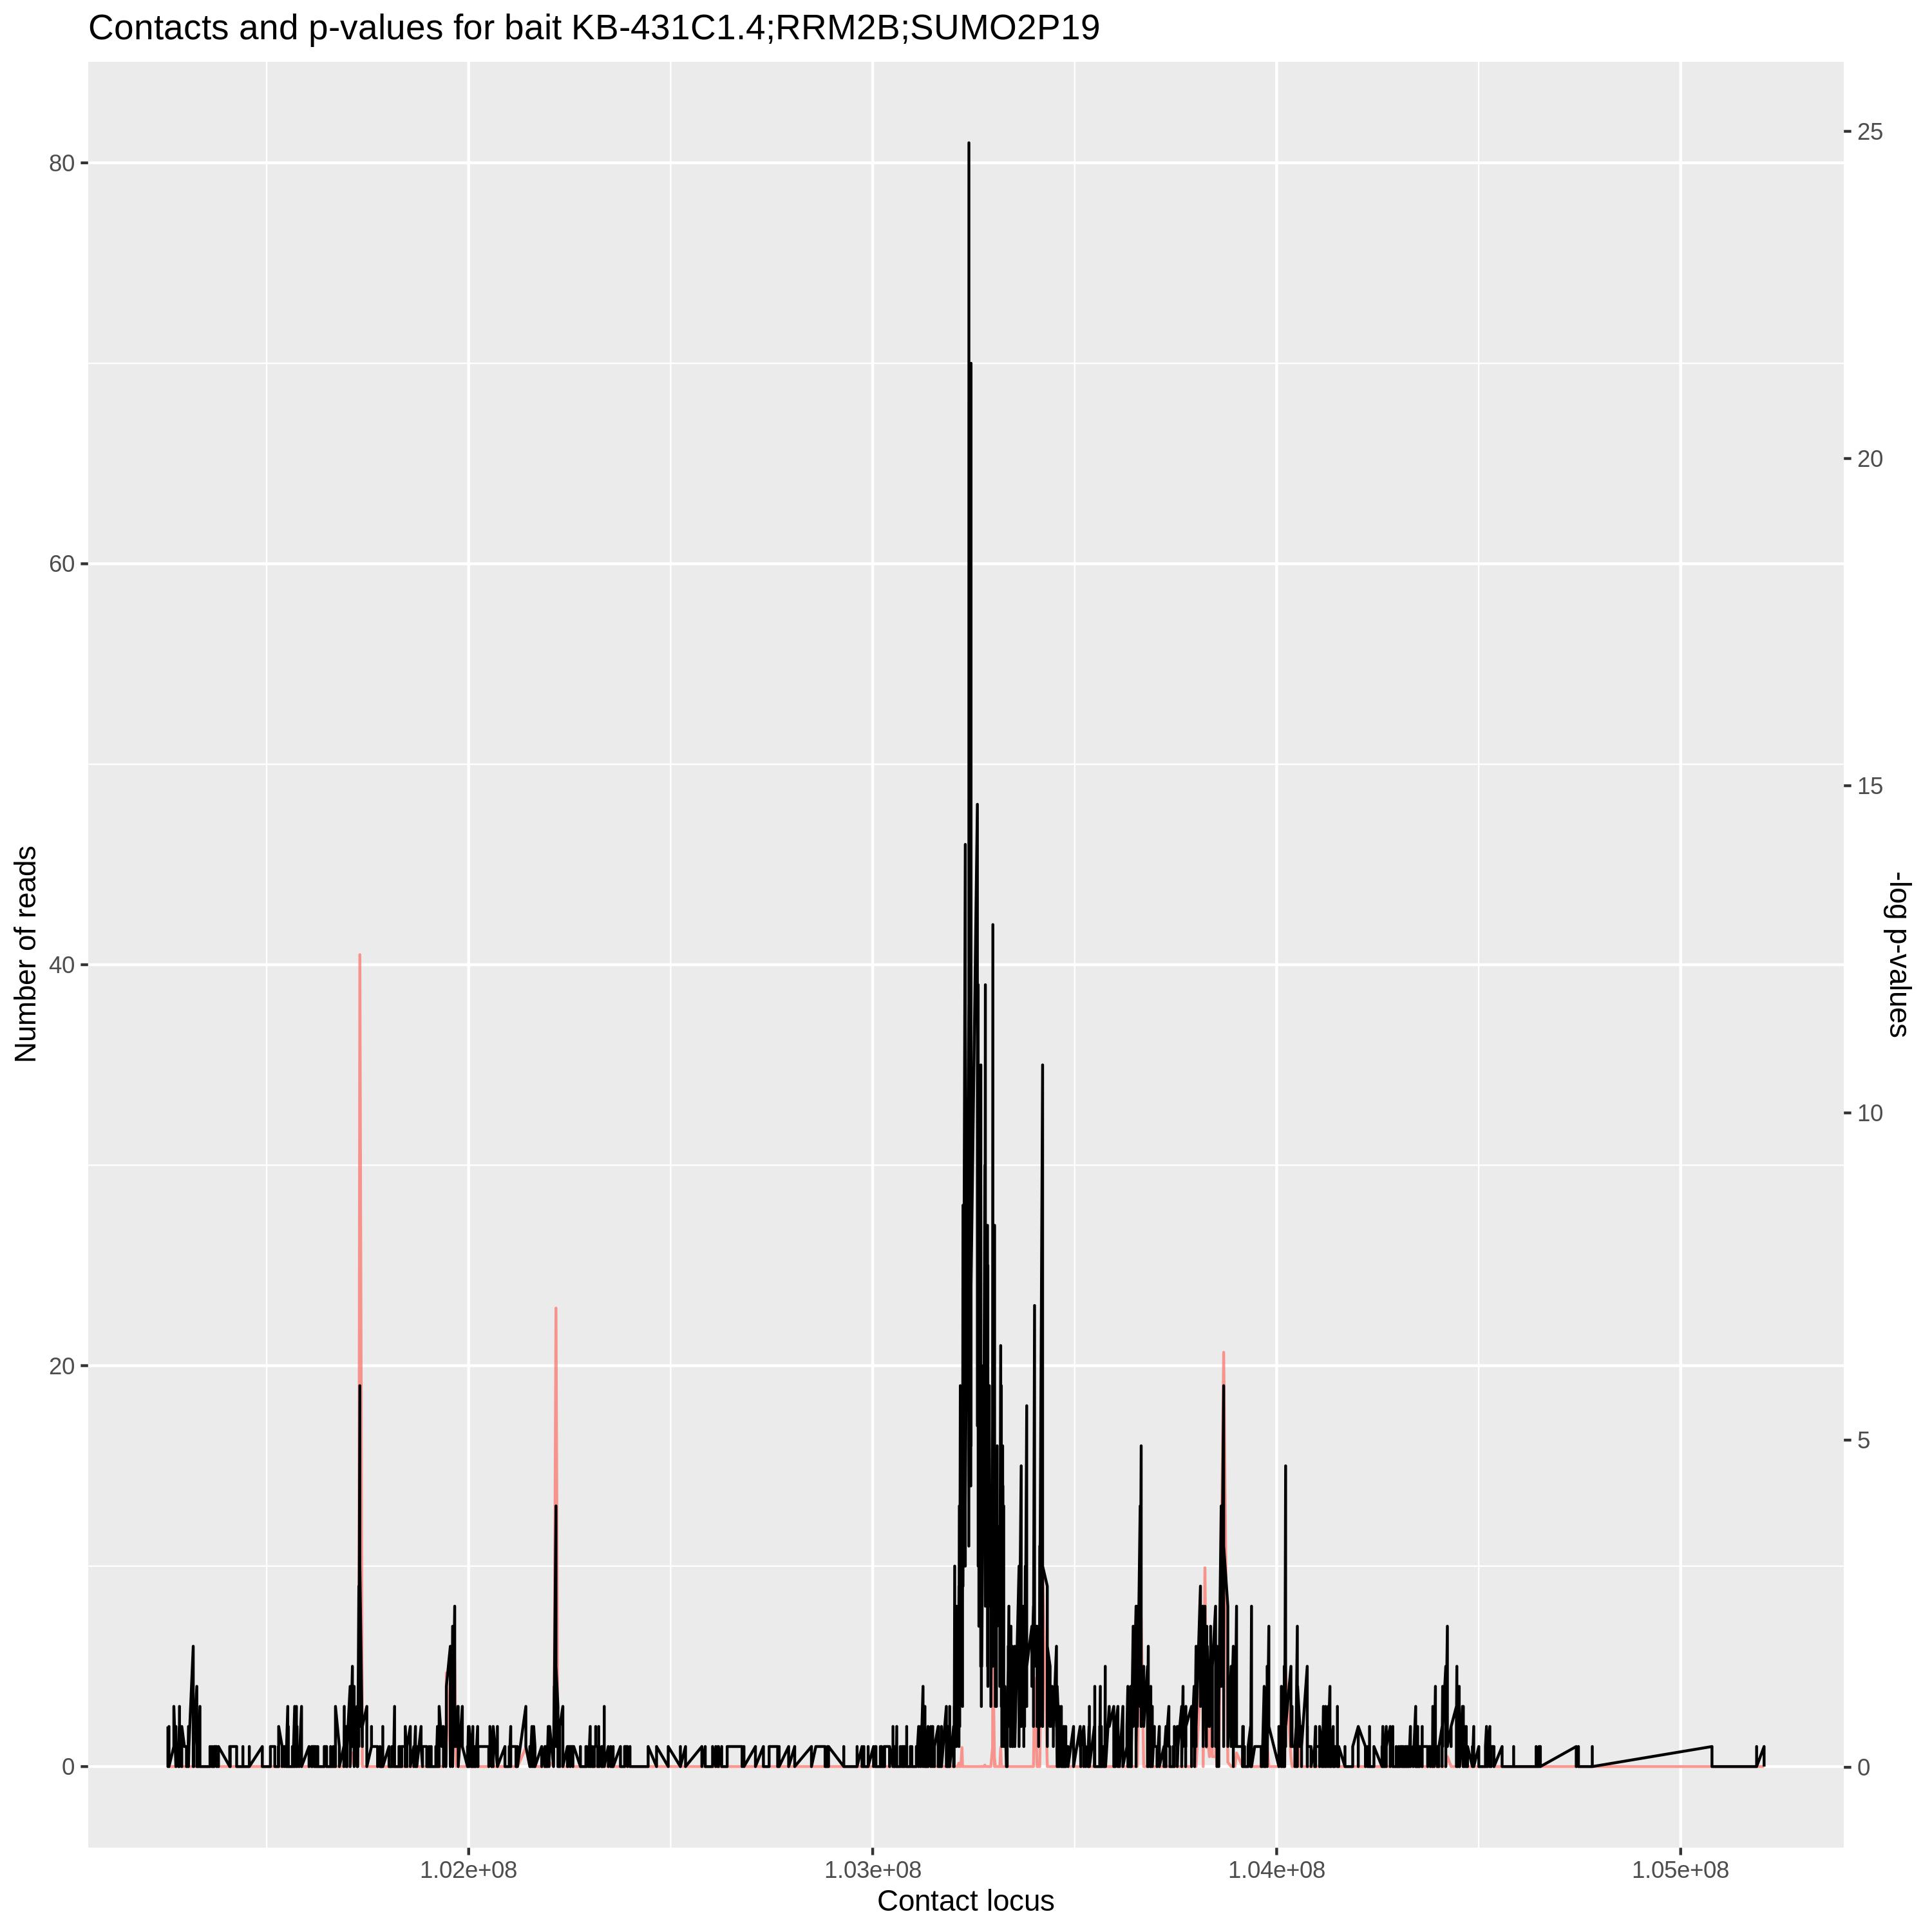 Contacts and p-values for bait KB-431C1.4;RRM2B;SUMO2P19
80
60
40
20
0
Number of reads
25
20
15
10
5
0
-log p-values
1.02e+08
1.03e+08
1.04e+08
1.05e+08
Contact locus